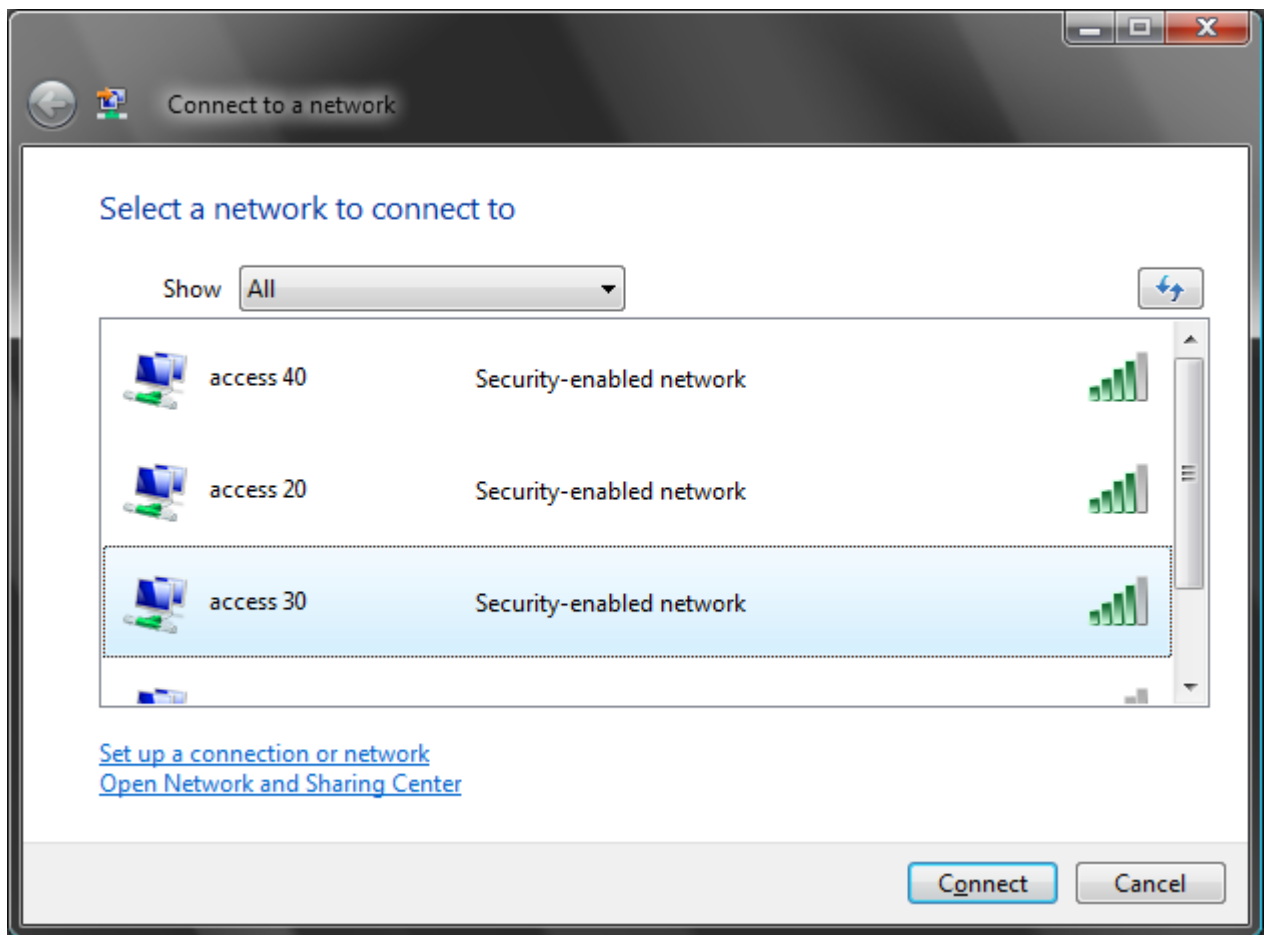 Connect to a network
Select a network to connect to
Show All
access 40 Security-enabled network
access 20 Security-enabled network
access 30 Security-enabled network
Set up a connection or network
Open Network and Sharing Center
Connect Cancel